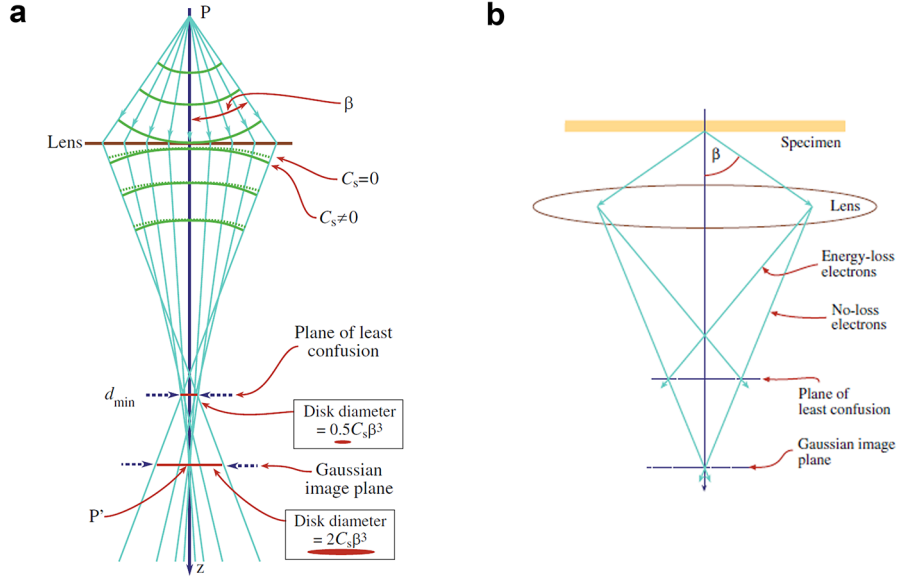 a
P
β
Lens
Cs=0
Cs≠0
Plane of least
confusion
dmin
Disk diameter
= 0.5Csβ³
Gaussian
image plane
P'
Disk diameter
= 2Csβ³
z
b
Specimen
β
Lens
Energy-loss
electrons
No-loss
electrons
Plane of
least confusion
Gaussian image
plane